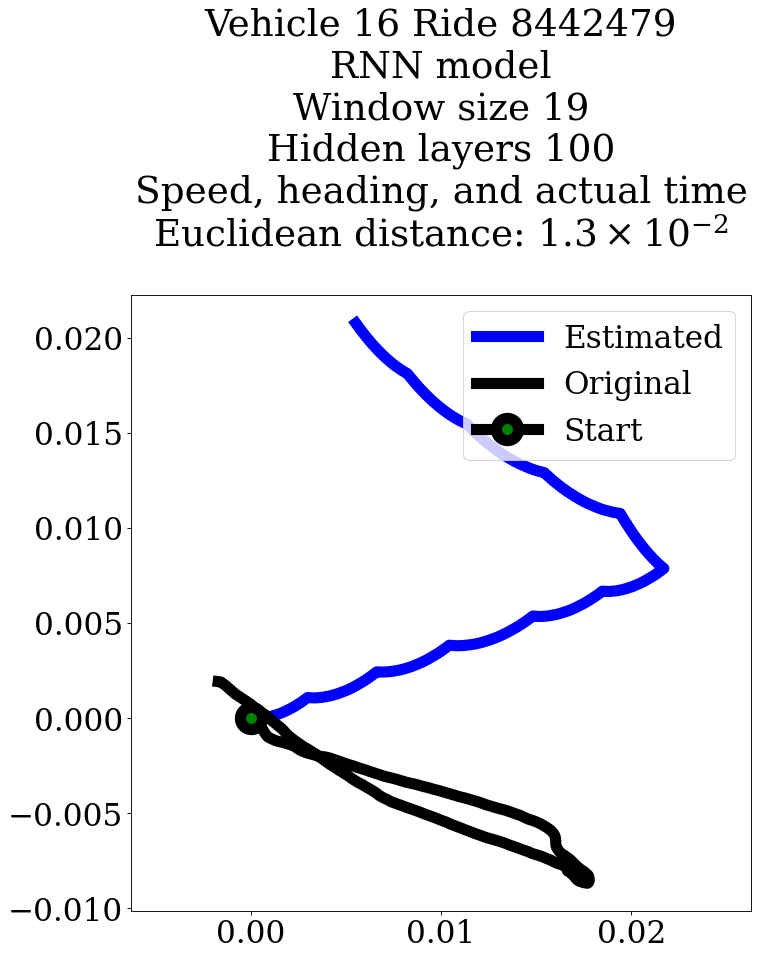 Vehicle 16 Ride 8442479
RNN model
Window size 19
Hidden layers 100
Speed, heading, and actual time
Euclidean distance: 1.3 × 10⁻²
Estimated
Original
Start
0.020
0.015
0.010
0.005
0.000
−0.005
−0.010
0.00 0.01 0.02